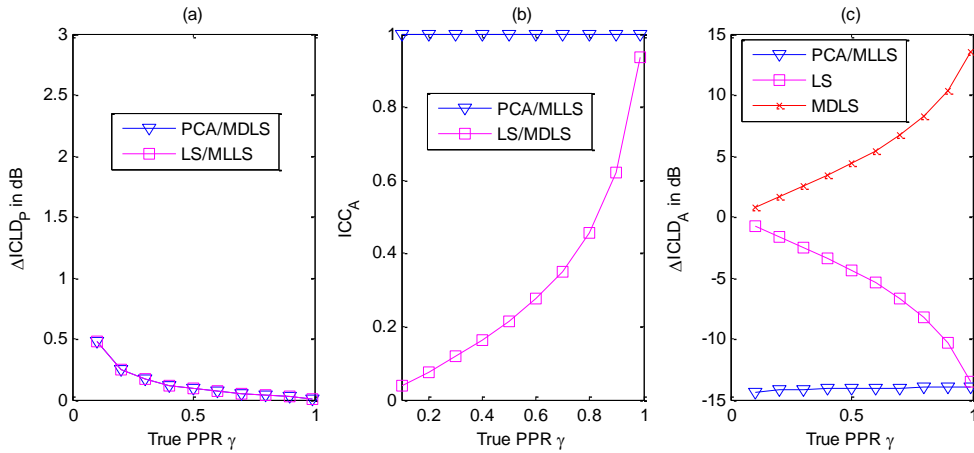 (a)
ΔICLD_P in dB
3
2.5
2
1.5
1
0.5
0
PCA/MDLS
LS/MLLS
0
0.5
1
True PPR γ
(b)
ICC_A
1
0.8
0.6
0.4
0.2
0
PCA/MLLS
LS/MDLS
0.2
0.4
0.6
0.8
1
True PPR γ
(c)
ΔICLD_A in dB
15
10
5
0
-5
-10
-15
PCA/MLLS
LS
MDLS
0
0.5
1
True PPR γ